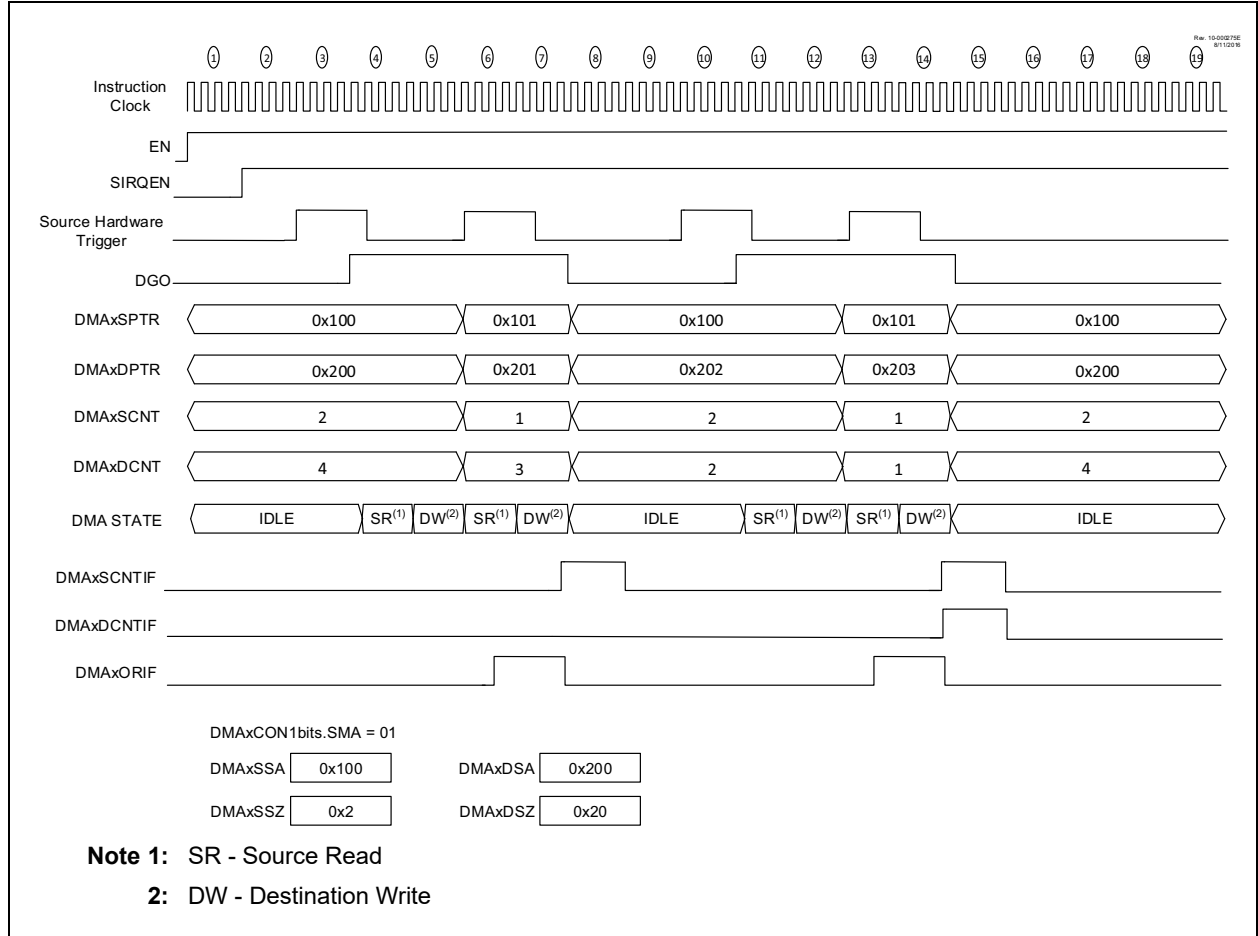 Rev. 10-000275E
8/11/2016
1 2 3 4 5 6 7 8 9 10 11 12 13 14 15 16 17 18 19
Instruction
Clock
EN
SIRQEN
Source Hardware
Trigger
DGO
DMAxSPTR 0x100 0x101 0x100 0x101 0x100
DMAxDPTR 0x200 0x201 0x202 0x203 0x200
DMAxSCNT 2 1 2 1 2
DMAxDCNT 4 3 2 1 4
DMA STATE IDLE SR(1) DW(2) SR(1) DW(2) IDLE SR(1) DW(2) SR(1) DW(2) IDLE
DMAxSCNTIF
DMAxDCNTIF
DMAxORIF
DMAxCON1bits.SMA = 01
DMAxSSA 0x100 DMAxDSA 0x200
DMAxSSZ 0x2 DMAxDSZ 0x20
Note 1: SR - Source Read
2: DW - Destination Write